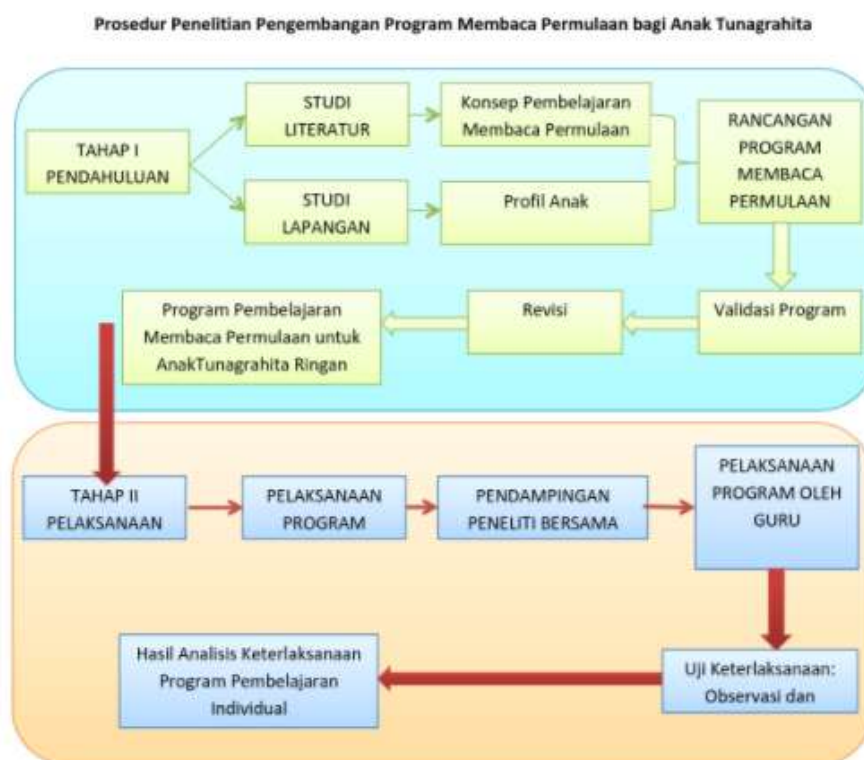 Prosedur Penelitian Pengembangan Program Membaca Permulaan bagi Anak Tunagrahita
TAHAP I
PENDAHULUAN
STUDI
LITERATUR
Konsep Pembelajaran
Membaca Permulaan
STUDI
LAPANGAN
Profil Anak
RANCANGAN
PROGRAM
MEMBACA
PERMULAAN
Validasi Program
Revisi
Program Pembelajaran
Membaca Permulaan untuk
AnakTunagrahita Ringan
TAHAP II
PELAKSANAAN
PELAKSANAAN
PROGRAM
PENDAMPINGAN
PENELITI BERSAMA
PELAKSANAAN
PROGRAM OLEH
GURU
Uji Keterlaksanaan:
Observasi dan
Hasil Analisis Keterlaksanaan
Program Pembelajaran
Individual